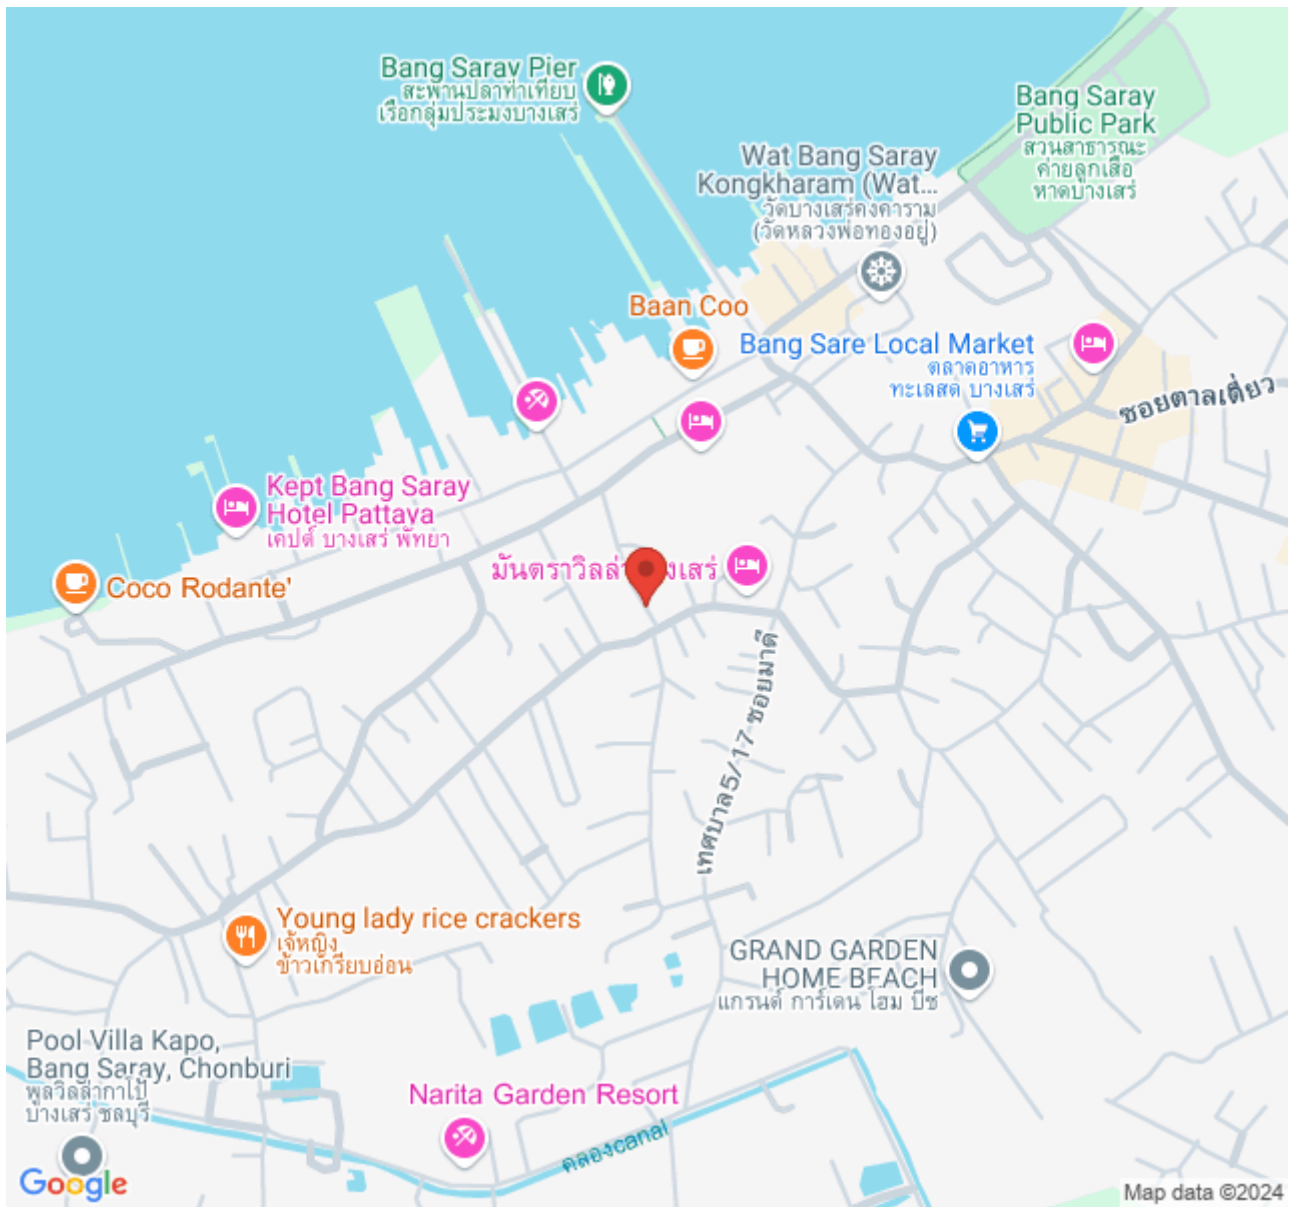 Bang Saray Pier
สะพานปลาท่าเทียบ
เรือกลุ่มประมงบางเสร่
Bang Saray
Public Park
สวนสาธารณะ
ค่ายลูกเสือ
หาดบางเสร่
Wat Bang Saray
Kongkharam (Wat...
วัดบางเสร่คงคาราม
(วัดหลวงพ่อทองอยู่)
Baan Coo
Bang Sare Local Market
ตลาดอาหาร
ทะเลสด บางเสร่
ซอยตาลเดี่ยว
Kept Bang Saray
Hotel Pattaya
เคปต์ บางเสร่ พัทยา
Coco Rodante'
มันตราวิลล่
งเสร่
เทศบาล5/17 ซอยมาดี
Young lady rice crackers
เจ๊หญิง
ข้าวเกรียบอ่อน
GRAND GARDEN
HOME BEACH
แกรนด์ การ์เดน โฮม บีช
Pool Villa Kapo,
Bang Saray, Chonburi
พูลวิลล่ากาโป้
บางเสร่ ชลบุรี
Narita Garden Resort
คลองcanal
Google
Map data ©2024